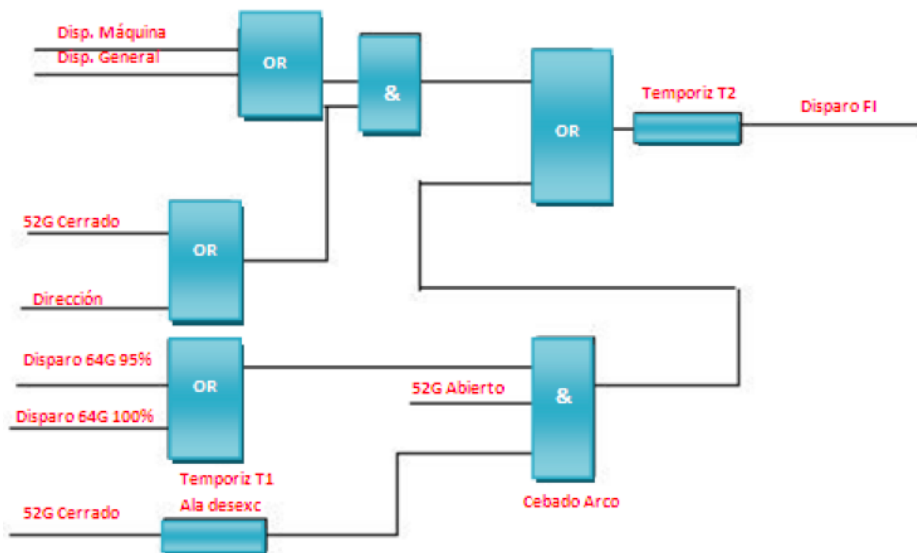 Disp. Máquina
Disp. General
OR
&
OR
Temporiz T2
Disparo FI
52G Cerrado
OR
Dirección
Disparo 64G 95%
OR
Disparo 64G 100%
52G Abierto
&
Cebado Arco
Temporiz T1
Ala desexc
52G Cerrado